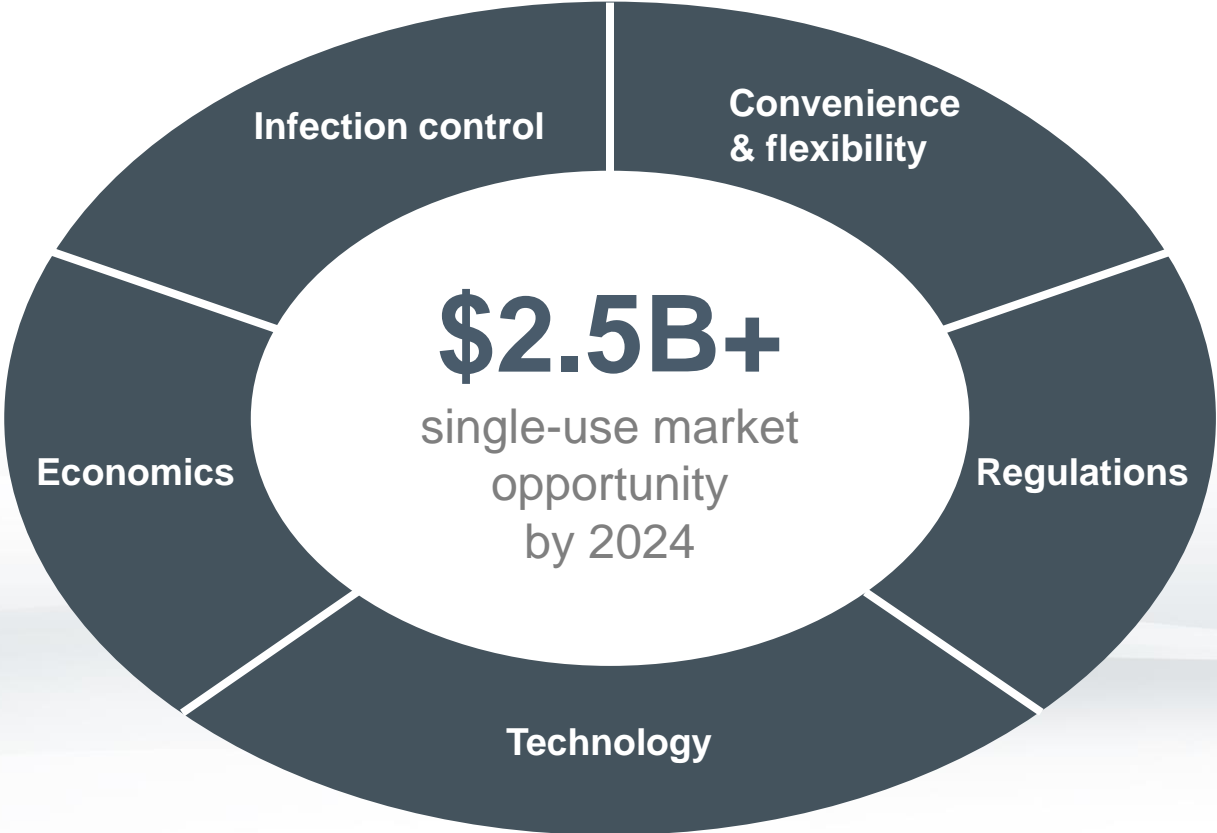 Infection control
Convenience
& flexibility
$2.5B+
single-use market
opportunity
by 2024
Economics
Regulations
Technology